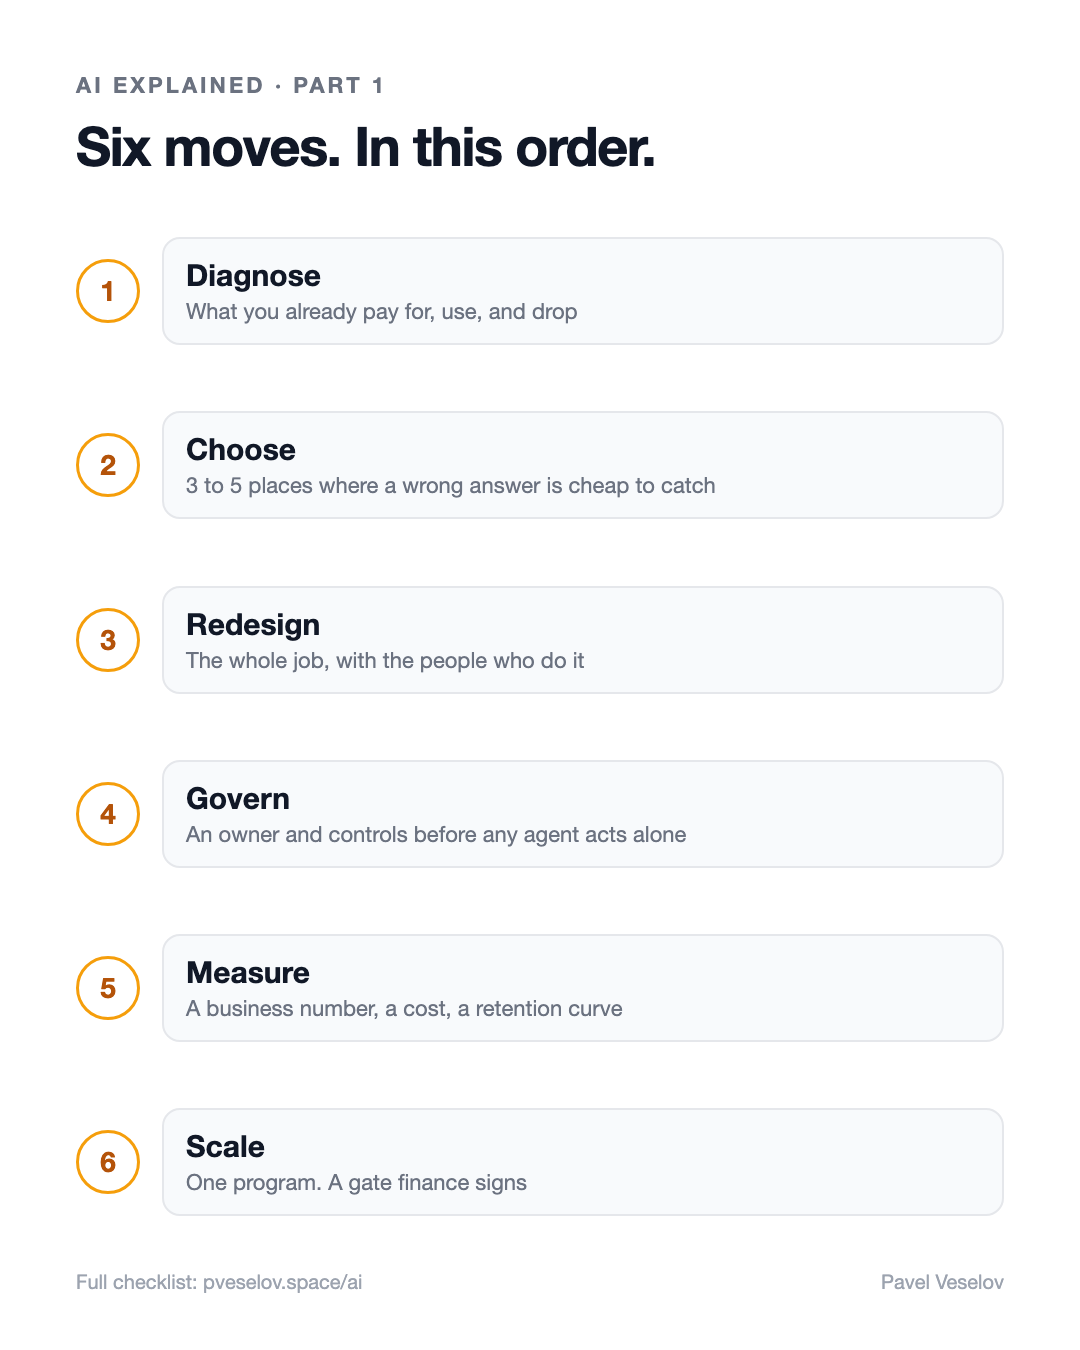 AI EXPLAINED · PART 1
Six moves. In this order.
1
Diagnose
What you already pay for, use, and drop
2
Choose
3 to 5 places where a wrong answer is cheap to catch
3
Redesign
The whole job, with the people who do it
4
Govern
An owner and controls before any agent acts alone
5
Measure
A business number, a cost, a retention curve
6
Scale
One program. A gate finance signs
Full checklist: pveselov.space/ai
Pavel Veselov